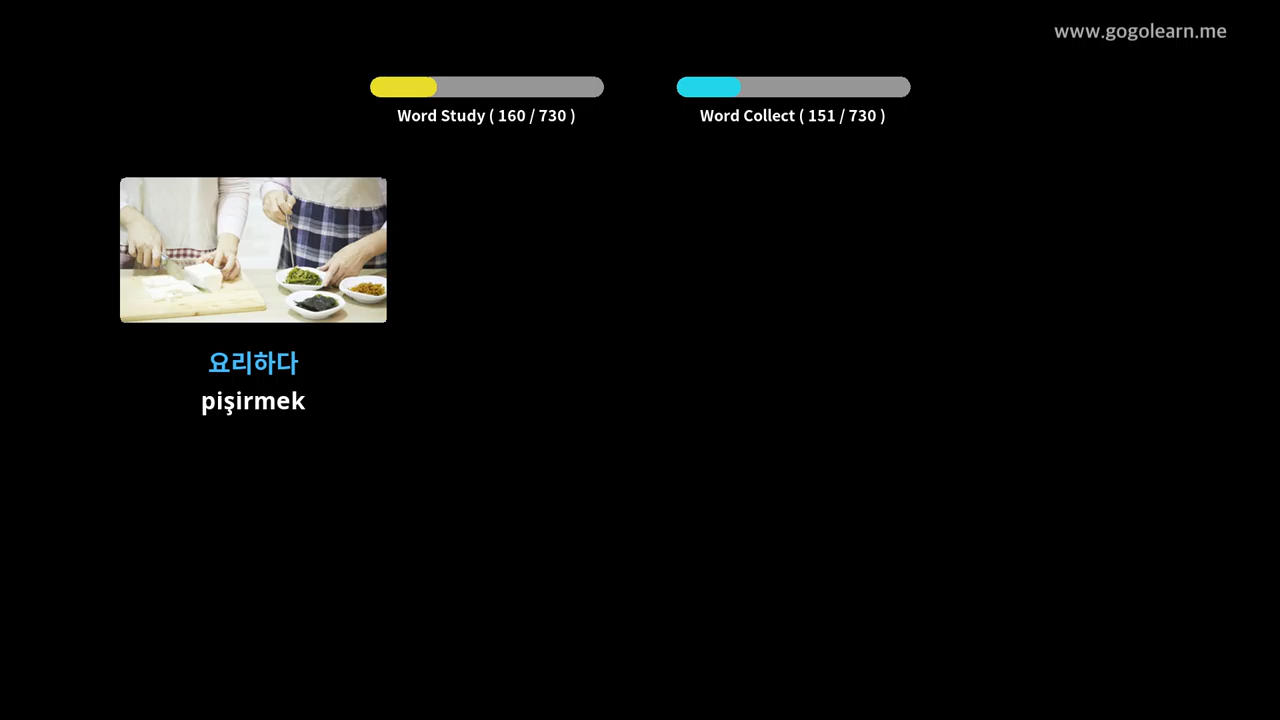 www.gogolearn.me
Word Study ( 160 / 730 )
Word Collect ( 151 / 730 )
요리하다
pişirmek